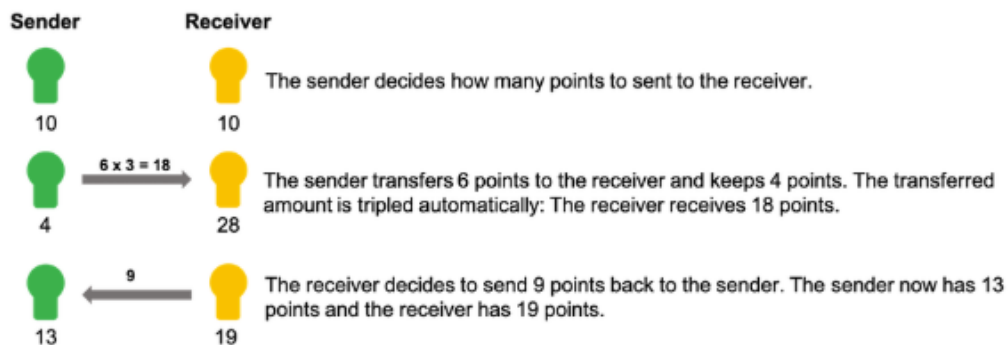 Sender Receiver
The sender decides how many points to sent to the receiver.
10 10
6 x 3 = 18
The sender transfers 6 points to the receiver and keeps 4 points. The transferred
amount is tripled automatically: The receiver receives 18 points.
4 28
9
The receiver decides to send 9 points back to the sender. The sender now has 13
points and the receiver has 19 points.
13 19